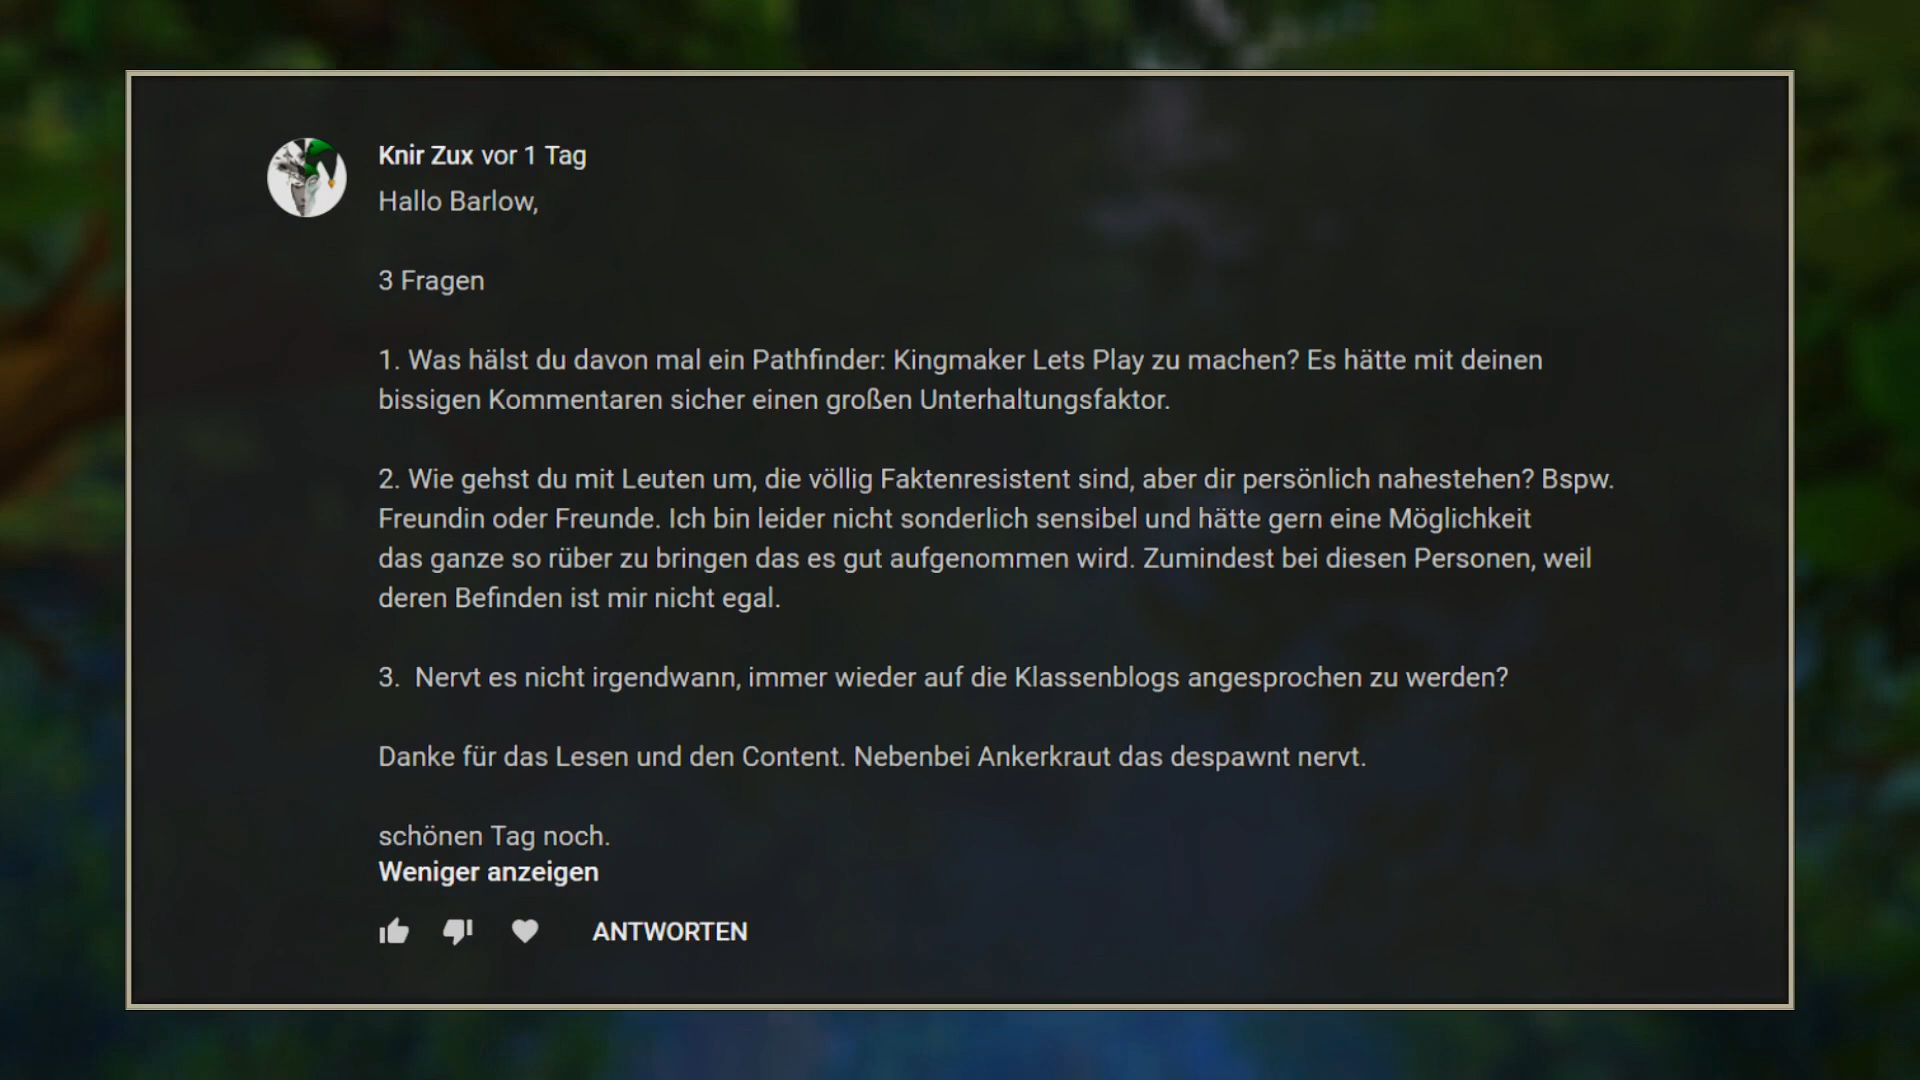 Knir Zux vor 1 Tag
Hallo Barlow,
3 Fragen
1. Was hälst du davon mal ein Pathfinder: Kingmaker Lets Play zu machen? Es hätte mit deinen
bissigen Kommentaren sicher einen großen Unterhaltungsfaktor.
2. Wie gehst du mit Leuten um, die völlig Faktenresistent sind, aber dir persönlich nahestehen? Bspw.
Freundin oder Freunde. Ich bin leider nicht sonderlich sensibel und hätte gern eine Möglichkeit
das ganze so rüber zu bringen das es gut aufgenommen wird. Zumindest bei diesen Personen, weil
deren Befinden ist mir nicht egal.
3.  Nervt es nicht irgendwann, immer wieder auf die Klassenblogs angesprochen zu werden?
Danke für das Lesen und den Content. Nebenbei Ankerkraut das despawnt nervt.
schönen Tag noch.
Weniger anzeigen
ANTWORTEN